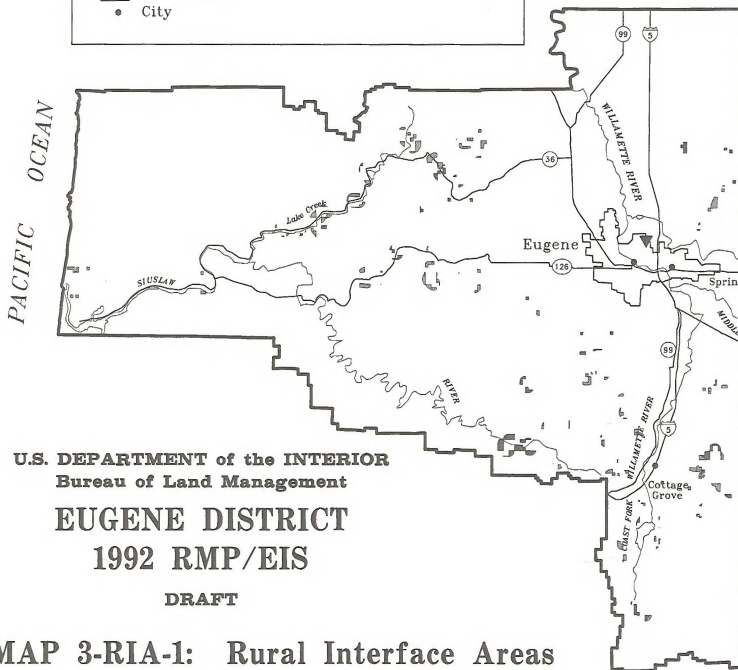 City
99
5
PACIFIC OCEAN
WILLAMETTE RIVER
36
Lake Creek
Eugene
126
SIUSLAW
Sprin
MIDDL
99
RIVER
5
WILLAMETTE RIVER
COAST FORK
Cottage
Grove
U.S. DEPARTMENT of the INTERIOR
Bureau of Land Management
EUGENE DISTRICT
1992 RMP/EIS
DRAFT
MAP 3-RIA-1: Rural Interface Areas